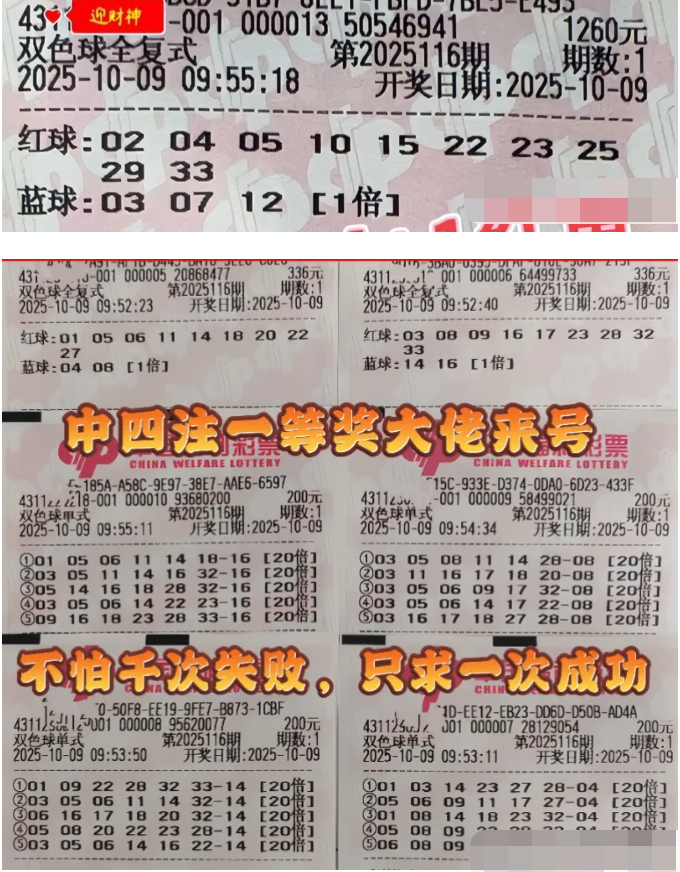 迎财神
-001 000013 50546941 1260元
双色球全复式 第2025116期 期数:1
2025-10-09 09:55:18 开奖日期:2025-10-09
红球:02 04 05 10 15 22 23 25
29 33
蓝球:03 07 12 [1倍]
-001 000005 20868477 336元
双色球全复式 第2025116期 期数:1
2025-10-09 09:52:23 开奖日期:2025-10-09
红球:01 05 06 11 14 18 20 22
27
蓝球:04 08 [1倍]
-001 000006 64499733 336元
双色球全复式 第2025116期 期数:1
2025-10-09 09:52:40 开奖日期:2025-10-09
红球:03 08 09 16 17 23 28 32
33
蓝球:14 16 [1倍]
中四注一等奖大佬来号
CHINA WELFARE LOTTERY
185A-A58C-9E97-38E7-AAE6-6597
-001 000010 93680200 200元
双色球单式 第2025116期 期数:1
2025-10-09 09:55:11 开奖日期:2025-10-09
①01 05 06 11 14 18-16 [20倍]
②03 05 11 14 16 32-16 [20倍]
③05 14 16 18 28 32-16 [20倍]
④03 05 06 14 22 23-16 [20倍]
⑤09 16 18 23 28 33-16 [20倍]
彩票
CHINA WELFARE LOTTERY
15C-933E-D374-0DA0-6D23-433F
-001 000009 58499021 200元
双色球单式 第2025116期 期数:1
2025-10-09 09:54:34 开奖日期:2025-10-09
①03 05 08 11 14 28-08 [20倍]
②03 11 16 17 18 20-08 [20倍]
③03 05 06 09 17 32-08 [20倍]
④03 05 06 14 17 22-08 [20倍]
⑤03 16 17 18 27 28-08 [20倍]
不怕千次失败，只求一次成功
0-50F8-EE19-9FE7-B873-1CBF
001 000008 95620077 200元
双色球单式 第2025116期 期数:1
2025-10-09 09:53:50 开奖日期:2025-10-09
①01 09 22 28 32 33-14 [20倍]
②03 05 06 11 14 32-14 [20倍]
③06 16 17 18 20 32-14 [20倍]
④05 08 20 22 23 28-14 [20倍]
⑤03 05 06 14 16 22-14 [20倍]
D-EE12-EB23-DD6D-D50B-AD4A
001 000007 28129054 200元
双色球单式 第2025116期 期数:1
2025-10-09 09:53:11 开奖日期:2025-10-09
①01 03 14 23 27 28-04 [20倍]
②05 06 09 11 17 27-04 [20倍]
③01 08 14 18 23 32-04 [20倍]
④05 08 09
⑤06 08 09